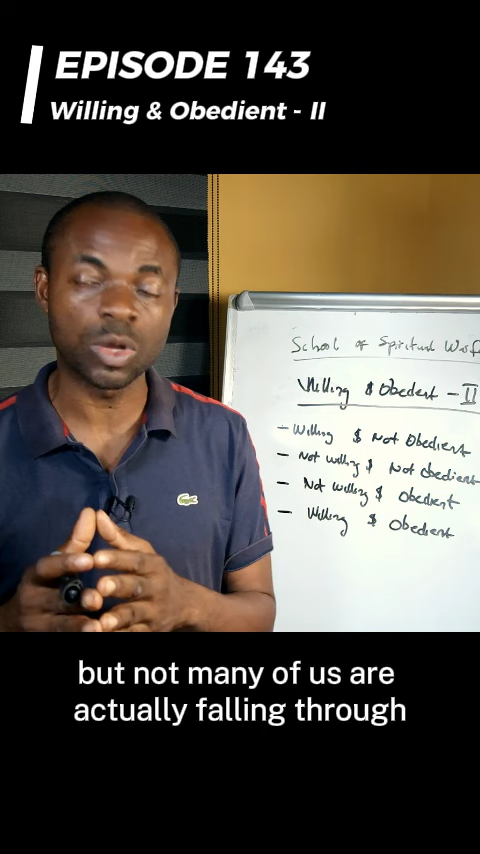 EPISODE 143
Willing & Obedient - II
School of Spiritual
Willing & Obedient - II
- Willing & Not Obedient
- Not willing & Not obedient
- Not willing & Obedient
- Willing & Obedient
but not many of us are
actually falling through